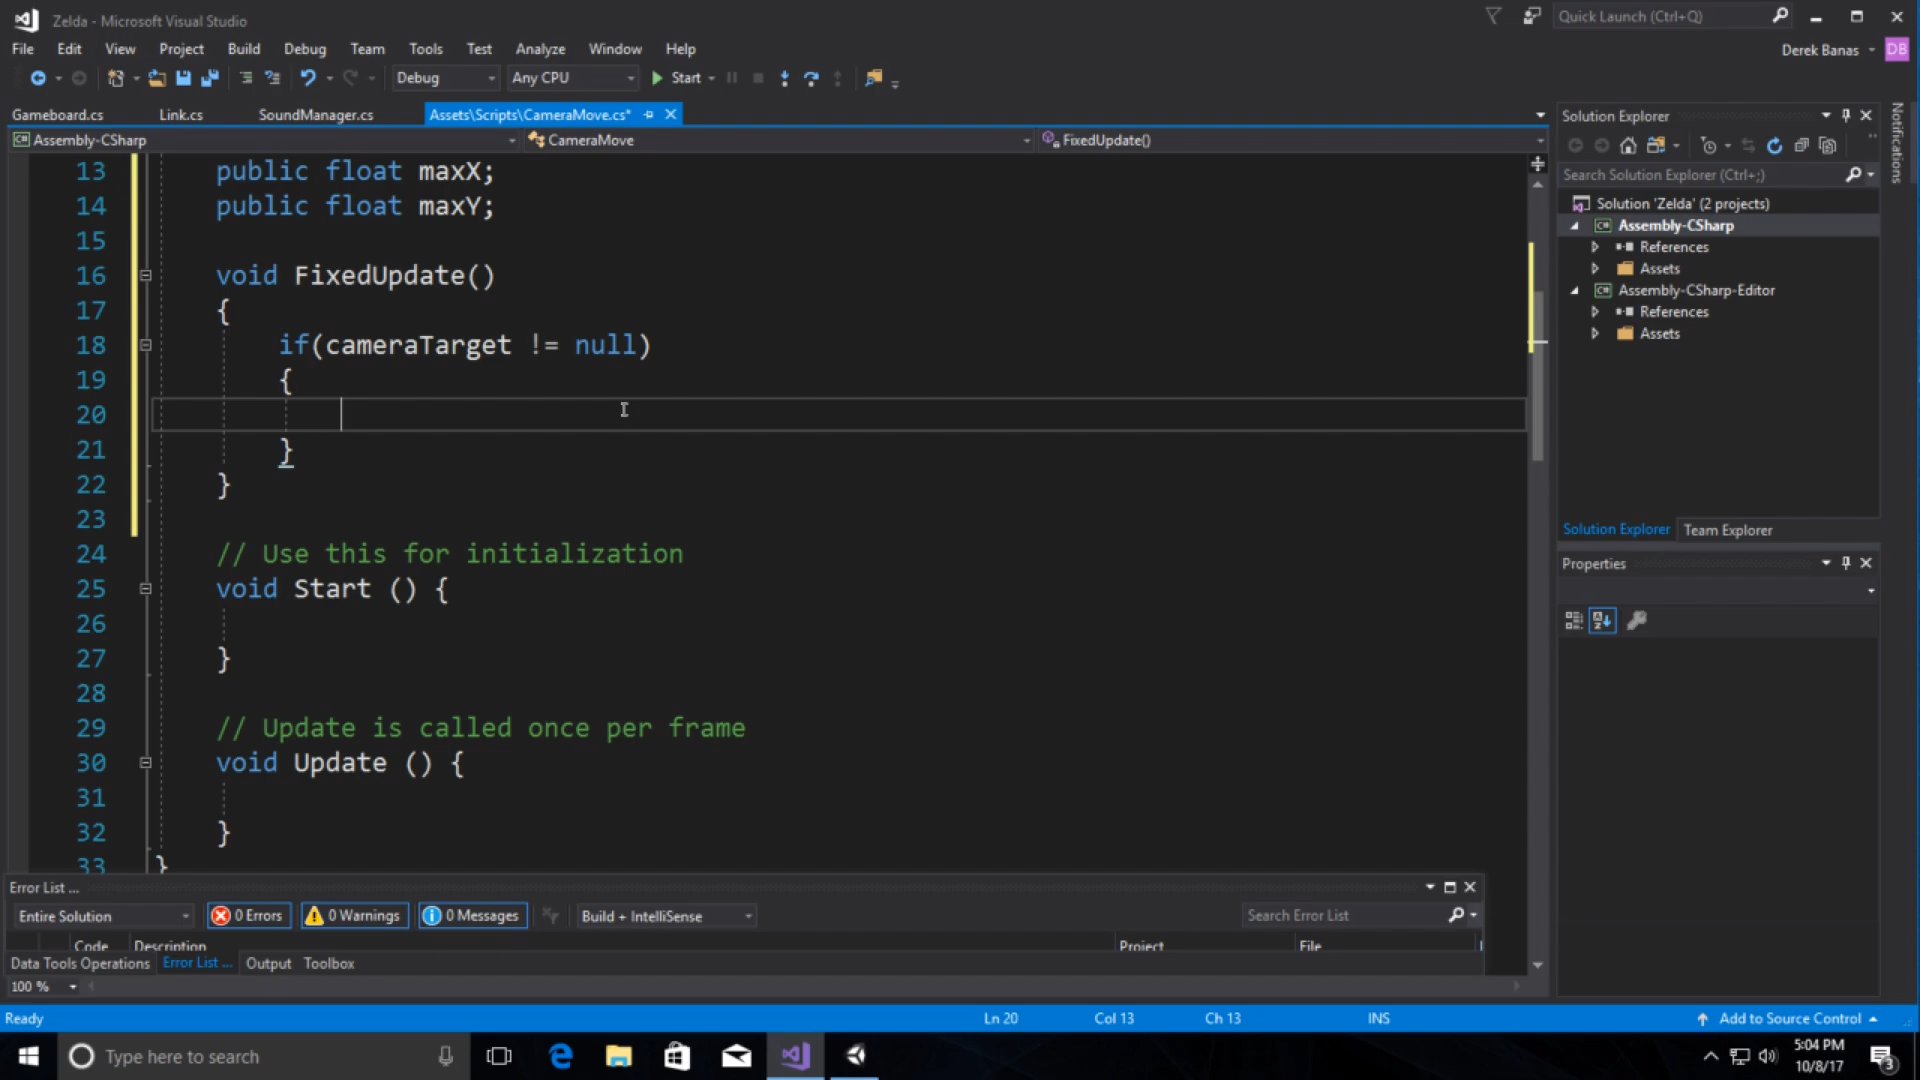 Zelda - Microsoft Visual Studio
Quick Launch (Ctrl+Q)
File Edit View Project Build Debug Team Tools Test Analyze Window Help
Derek Banas DB
Debug Any CPU Start
Gameboard.cs Link.cs SoundManager.cs Assets\Scripts\CameraMove.cs*
Assembly-CSharp CameraMove FixedUpdate()
13 public float maxX;
14 public float maxY;
15
16 void FixedUpdate()
17 {
18 if(cameraTarget != null)
19 {
20
21 }
22 }
23
24 // Use this for initialization
25 void Start () {
26
27 }
28
29 // Update is called once per frame
30 void Update () {
31
32 }
33 }
Solution Explorer
Search Solution Explorer (Ctrl+;)
Solution 'Zelda' (2 projects)
Assembly-CSharp
References
Assets
Assembly-CSharp-Editor
References
Assets
Solution Explorer Team Explorer
Properties
Notifications
Error List ...
Entire Solution 0 Errors 0 Warnings 0 Messages Build + IntelliSense Search Error List
Code Description Project File
Data Tools Operations Error List ... Output Toolbox
100 %
Ready Ln 20 Col 13 Ch 13 INS Add to Source Control
Type here to search
5:04 PM
10/8/17
3